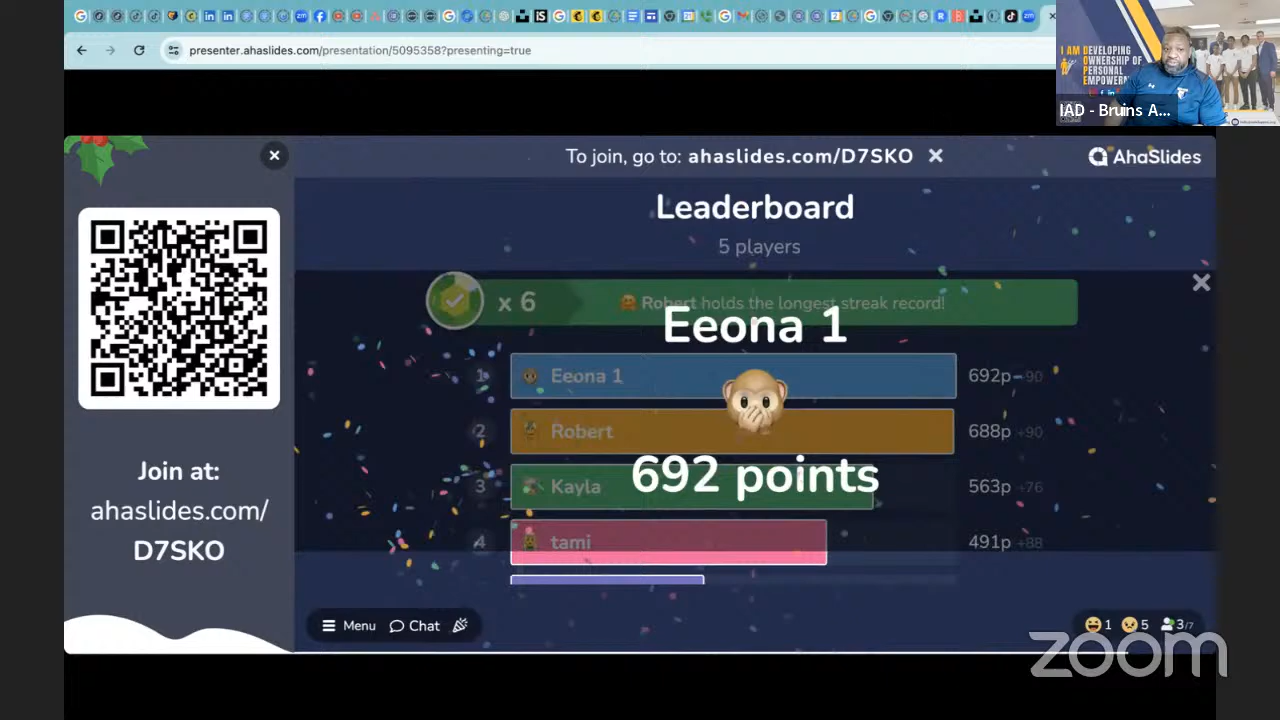 presenter.ahaslides.com/presentation/5095358?presenting=true
I AM DEVELOPING
OWNERSHIP OF
PERSONAL
EMPOWERM
IAD - Bruins A...
To join, go to: ahaslides.com/D7SKO
AhaSlides
Leaderboard
5 players
x 6
Robert holds the longest streak record!
Eeona 1
1 Eeona 1 692p +90
2 Robert 688p +90
692 points
3 Kayla 563p +76
4 tami 491p +88
Join at:
ahaslides.com/
D7SKO
Menu Chat
1 5 3/7
zoom